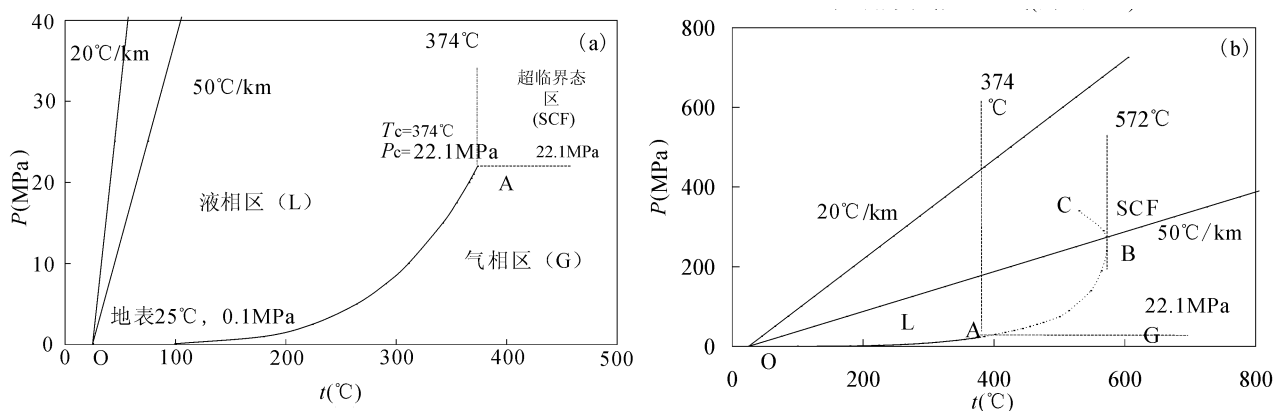 (a)
40
30
20
10
0
P(MPa)
20℃/km
50℃/km
374℃
超临界态
区
(SCF)
Tc=374℃
Pc=22.1MPa
22.1MPa
A
液相区（L）
气相区（G）
地表25℃，0.1MPa
0
O
100
200
300
400
500
t(℃)
(b)
800
600
400
200
0
P(MPa)
374
℃
572℃
20℃/km
C
SCF
50℃/km
B
22.1MPa
L
A
G
O
0
200
400
600
800
t(℃)